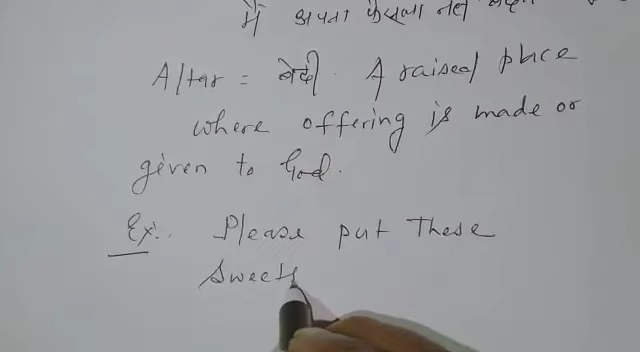 में अपना फैसला नहीं
Altar = बेदी. A raised place
where offering is made or
given to God.
Ex:. Please put these
sweets